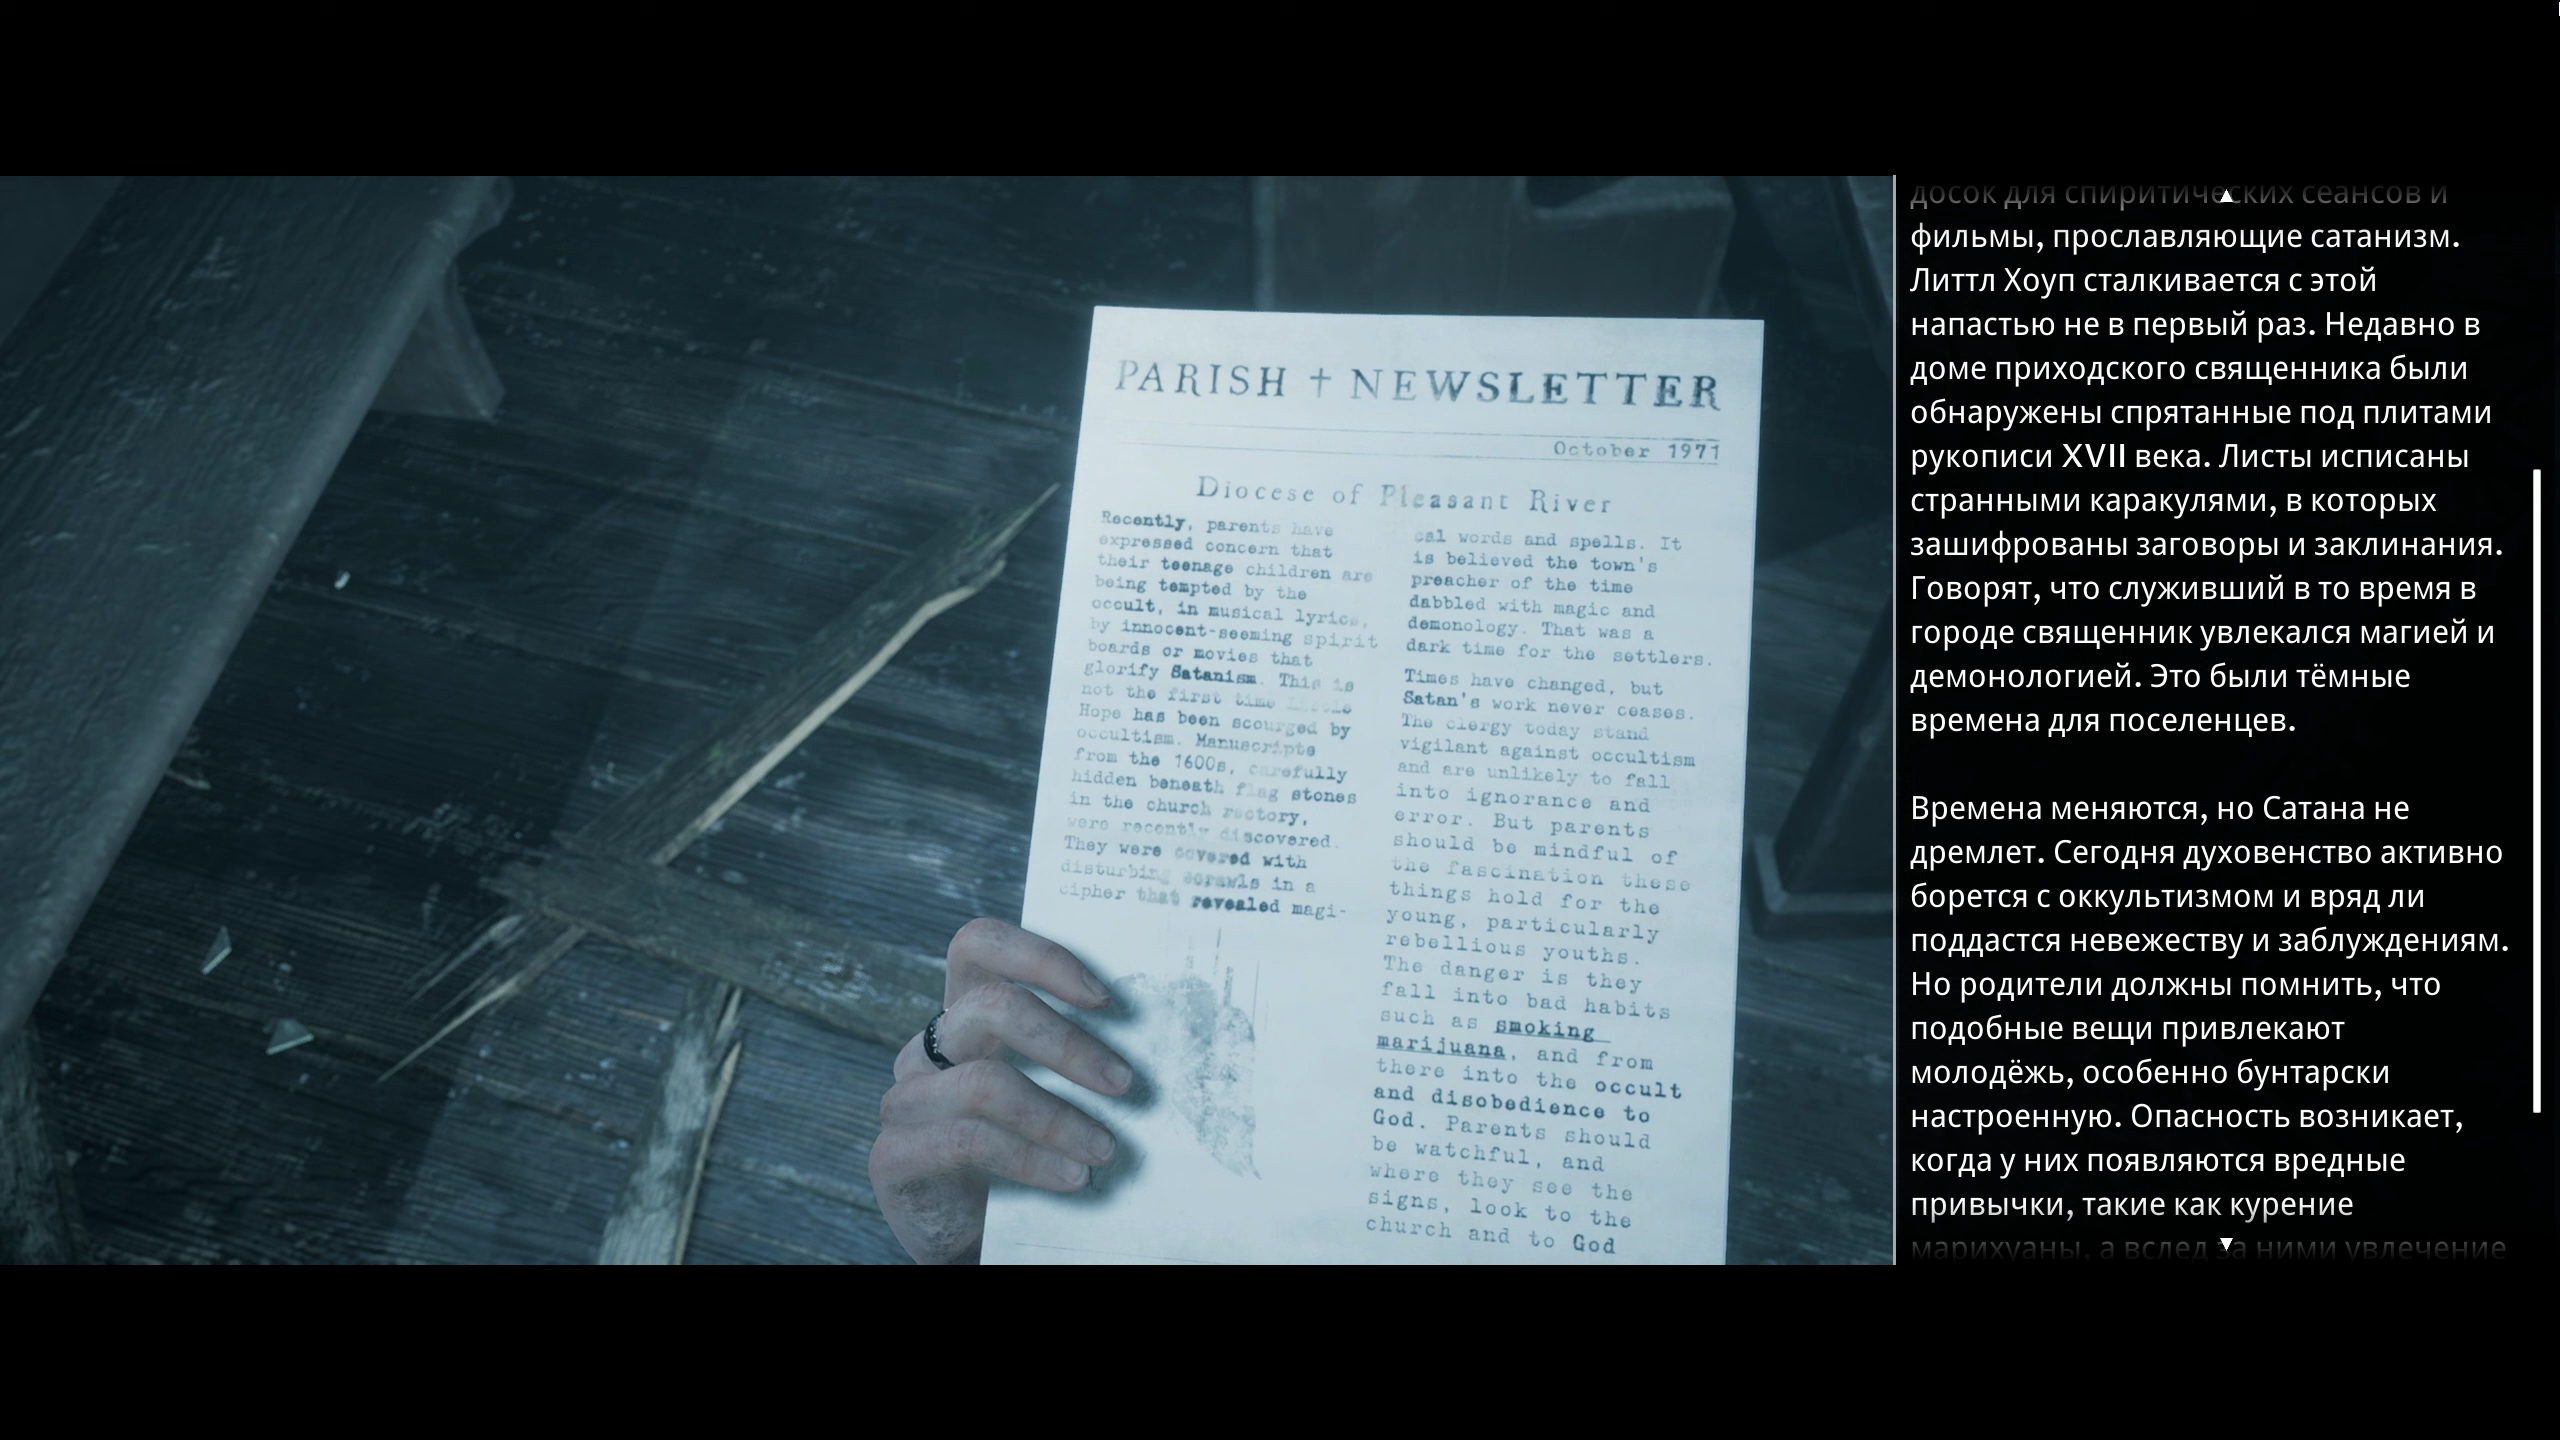 PARISH † NEWSLETTER
October 1971
Diocese of Pleasant River
Recently, parents have
expressed concern that
their teenage children are
being tempted by the
occult, in musical lyrics,
by innocent-seeming spirit
boards or movies that
glorify Satanism. This is
not the first time Little
Hope has been scourged by
occultism. Manuscripts
from the 1600s, carefully
hidden beneath flag stones
in the church rectory,
were recently discovered.
They were covered with
disturbing scrawls in a
cipher that revealed magi-
cal words and spells. It
is believed the town's
preacher of the time
dabbled with magic and
demonology. That was a
dark time for the settlers.
Times have changed, but
Satan's work never ceases.
The clergy today stand
vigilant against occultism
and are unlikely to fall
into ignorance and
error. But parents
should be mindful of
the fascination these
things hold for the
young, particularly
rebellious youths.
The danger is they
fall into bad habits
such as smoking
marijuana, and from
there into the occult
and disobedience to
God. Parents should
be watchful, and
where they see the
signs, look to the
church and to God
досок для спиритических сеансов и
фильмы, прославляющие сатанизм.
Литтл Хоуп сталкивается с этой
напастью не в первый раз. Недавно в
доме приходского священника были
обнаружены спрятанные под плитами
рукописи XVII века. Листы исписаны
странными каракулями, в которых
зашифрованы заговоры и заклинания.
Говорят, что служивший в то время в
городе священник увлекался магией и
демонологией. Это были тёмные
времена для поселенцев.
Времена меняются, но Сатана не
дремлет. Сегодня духовенство активно
борется с оккультизмом и вряд ли
поддастся невежеству и заблуждениям.
Но родители должны помнить, что
подобные вещи привлекают
молодёжь, особенно бунтарски
настроенную. Опасность возникает,
когда у них появляются вредные
привычки, такие как курение
марихуаны, а вслед за ними увлечение